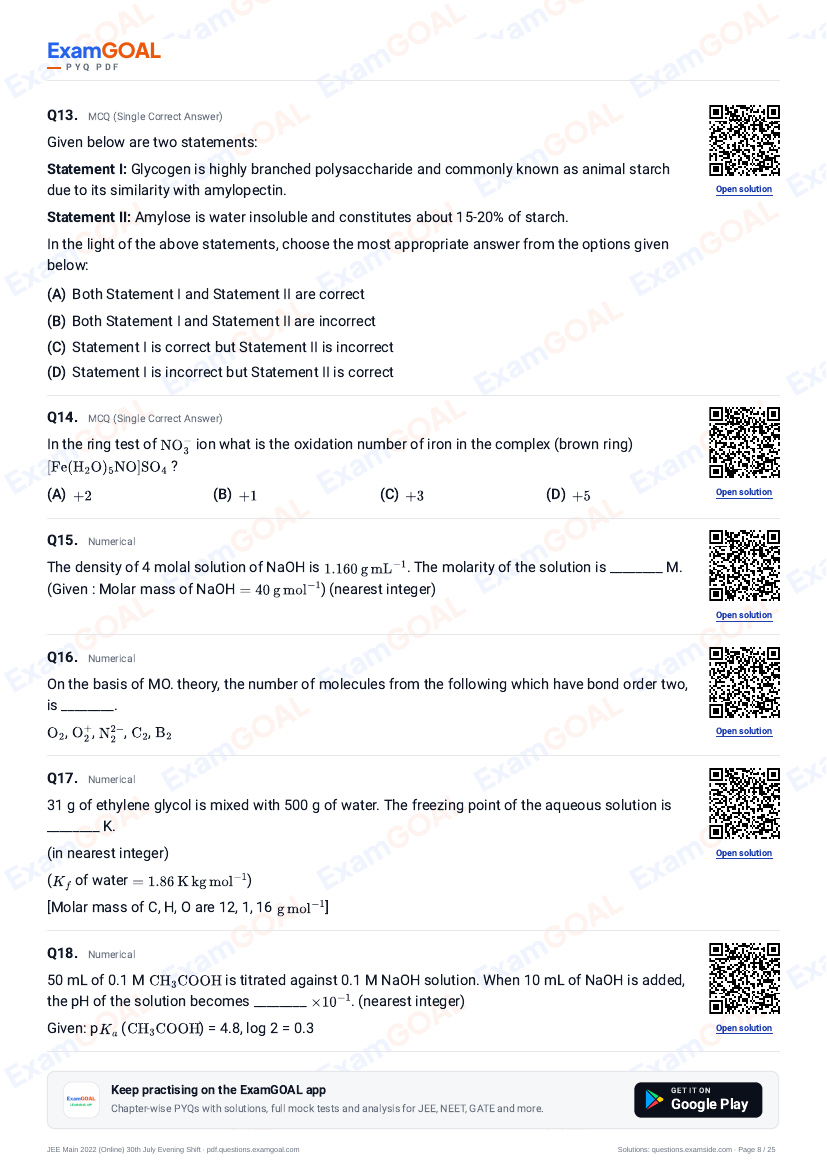 ExamGOAL
PYQ PDF
Q13. MCQ (Single Correct Answer)
Given below are two statements:
Statement I: Glycogen is highly branched polysaccharide and commonly known as animal starch
due to its similarity with amylopectin.
Statement II: Amylose is water insoluble and constitutes about 15-20% of starch.
In the light of the above statements, choose the most appropriate answer from the options given
below:
(A) Both Statement I and Statement II are correct
(B) Both Statement I and Statement II are incorrect
(C) Statement I is correct but Statement II is incorrect
(D) Statement I is incorrect but Statement II is correct
Open solution
Q14. MCQ (Single Correct Answer)
In the ring test of NO₃⁻ ion what is the oxidation number of iron in the complex (brown ring)
[Fe(H₂O)₅NO]SO₄ ?
(A) +2 (B) +1 (C) +3 (D) +5
Open solution
Q15. Numerical
The density of 4 molal solution of NaOH is 1.160 g mL⁻¹. The molarity of the solution is ________ M.
(Given : Molar mass of NaOH = 40 g mol⁻¹) (nearest integer)
Open solution
Q16. Numerical
On the basis of MO. theory, the number of molecules from the following which have bond order two,
is ________.
O₂, O₂⁺, N₂²⁻, C₂, B₂
Open solution
Q17. Numerical
31 g of ethylene glycol is mixed with 500 g of water. The freezing point of the aqueous solution is
________ K.
(in nearest integer)
(K_f of water = 1.86 K kg mol⁻¹)
[Molar mass of C, H, O are 12, 1, 16 g mol⁻¹]
Open solution
Q18. Numerical
50 mL of 0.1 M CH₃COOH is titrated against 0.1 M NaOH solution. When 10 mL of NaOH is added,
the pH of the solution becomes ________ ×10⁻¹. (nearest integer)
Given: pKₐ (CH₃COOH) = 4.8, log 2 = 0.3
Open solution
ExamGOAL
Keep practising on the ExamGOAL app
Chapter-wise PYQs with solutions, full mock tests and analysis for JEE, NEET, GATE and more.
GET IT ON
Google Play
JEE Main 2022 (Online) 30th July Evening Shift · pdf.questions.examgoal.com
Solutions: questions.examside.com · Page 8 / 25